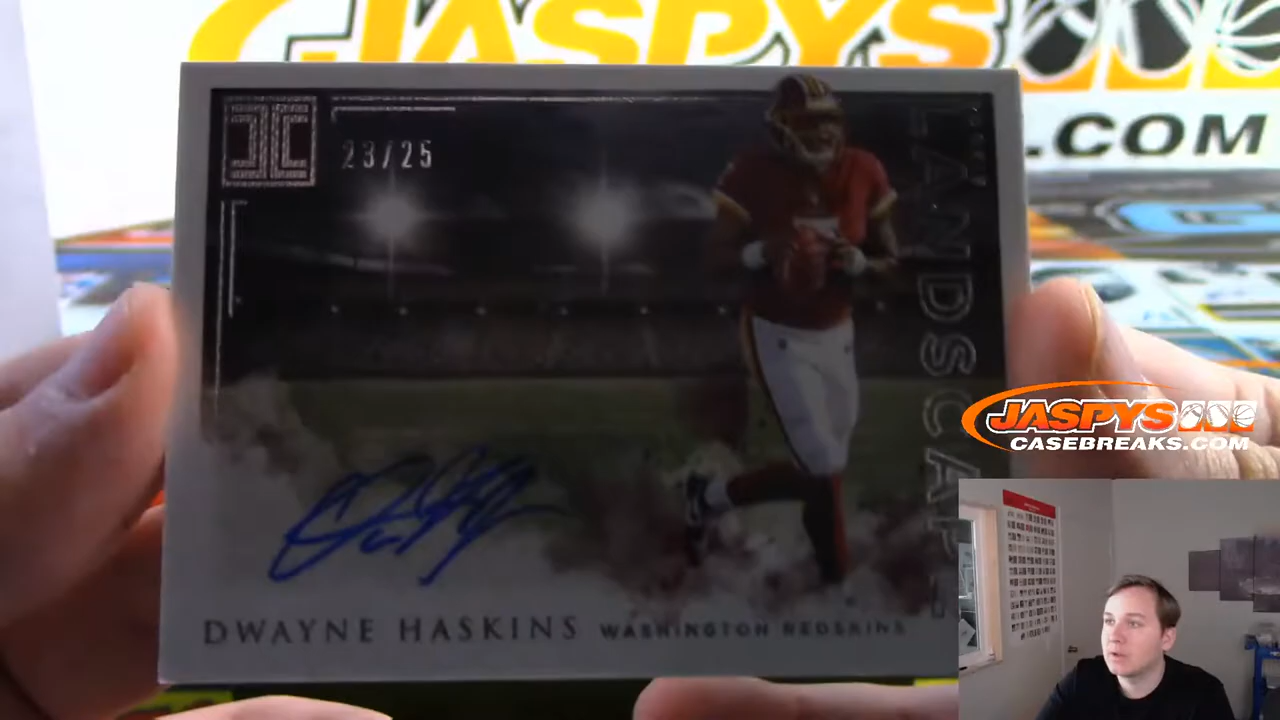 JASPYS
.COM
23/25
LANDSCAPE
DWAYNE HASKINS WASHINGTON REDSKINS
JASPYS
CASEBREAKS.COM